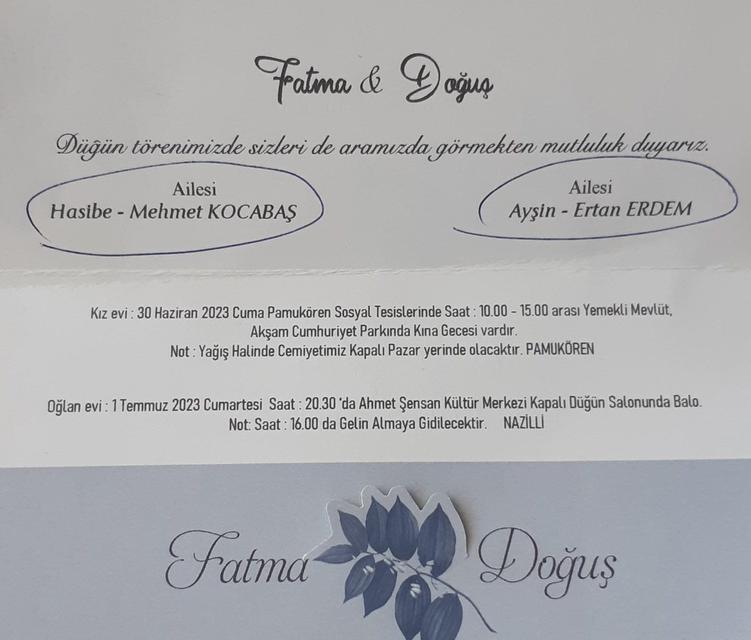 Fatma & Doğuş
Düğün törenimizde sizleri de aramızda görmekten mutluluk duyarız.
Ailesi
Hasibe - Mehmet KOCABAŞ
Ailesi
Ayşin - Ertan ERDEM
Kız evi : 30 Haziran 2023 Cuma Pamukören Sosyal Tesislerinde Saat : 10.00 - 15.00 arası Yemekli Mevlüt,
Akşam Cumhuriyet Parkında Kına Gecesi vardır.
Not : Yağış Halinde Cemiyetimiz Kapalı Pazar yerinde olacaktır. PAMUKÖREN
Oğlan evi : 1 Temmuz 2023 Cumartesi Saat : 20.30 'da Ahmet Şensan Kültür Merkezi Kapalı Düğün Salonunda Balo.
Not: Saat : 16.00 da Gelin Almaya Gidilecektir. NAZİLLİ
Fatma Doğuş